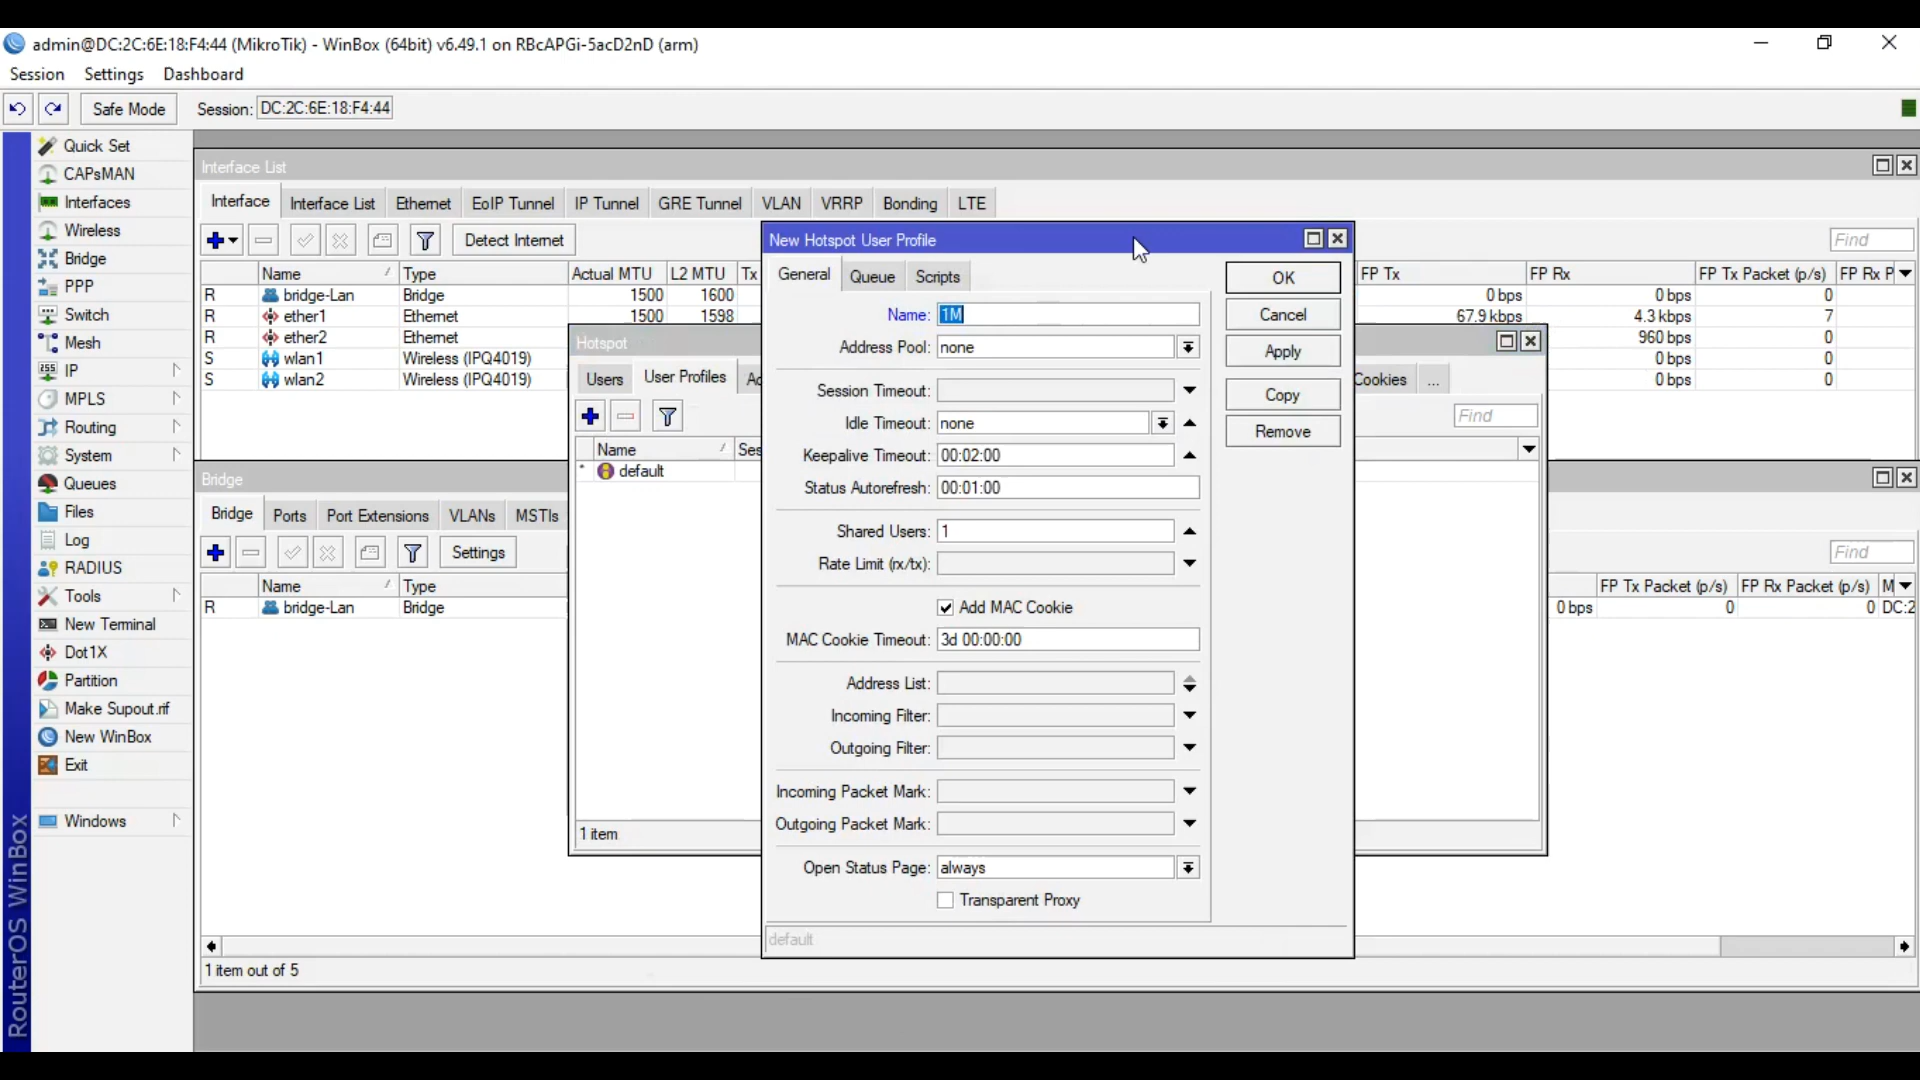 admin@DC:2C:6E:18:F4:44 (MikroTik) - WinBox (64bit) v6.49.1 on RBcAPGi-5acD2nD (arm)
Session Settings Dashboard
Safe Mode Session: DC:2C:6E:18:F4:44
Quick Set
CAPsMAN
Interfaces
Wireless
Bridge
PPP
Switch
Mesh
IP
MPLS
Routing
System
Queues
Files
Log
RADIUS
Tools
New Terminal
Dot1X
Partition
Make Supout.rif
New WinBox
Exit
Windows
RouterOS WinBox
Interface List
Interface Interface List Ethernet EoIP Tunnel IP Tunnel GRE Tunnel VLAN VRRP Bonding LTE
Detect Internet Find
Name Type Actual MTU L2 MTU Tx FP Tx FP Rx FP Tx Packet (p/s) FP Rx P
R bridge-Lan Bridge 1500 1600 0 bps 0 bps 0
R ether1 Ethernet 1500 1598 67.9 kbps 4.3 kbps 7
R ether2 Ethernet 960 bps 0
S wlan1 Wireless (IPQ4019) 0 bps 0
S wlan2 Wireless (IPQ4019) 0 bps 0
Bridge
Bridge Ports Port Extensions VLANs MSTIs
Settings Find
Name Type FP Tx Packet (p/s) FP Rx Packet (p/s) M
R bridge-Lan Bridge 0 bps 0 0 DC:2
1 item out of 5
Hotspot
Users User Profiles Ac Cookies ...
Find
Name Ses
* default
1 item
New Hotspot User Profile
General Queue Scripts
Name: 1M
Address Pool: none
Session Timeout:
Idle Timeout: none
Keepalive Timeout: 00:02:00
Status Autorefresh: 00:01:00
Shared Users: 1
Rate Limit (rx/tx):
Add MAC Cookie
MAC Cookie Timeout: 3d 00:00:00
Address List:
Incoming Filter:
Outgoing Filter:
Incoming Packet Mark:
Outgoing Packet Mark:
Open Status Page: always
Transparent Proxy
default
OK
Cancel
Apply
Copy
Remove